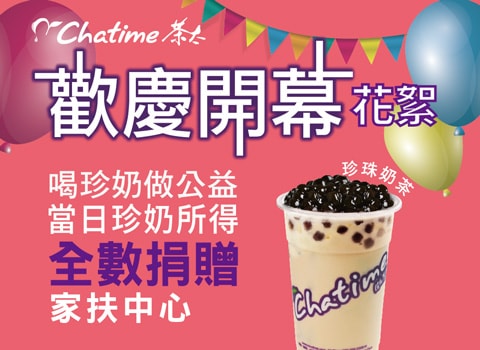 Chatime 茶太
歡慶開幕花絮
喝珍奶做公益
當日珍奶所得
全數捐贈
家扶中心
珍珠奶茶
Chatime